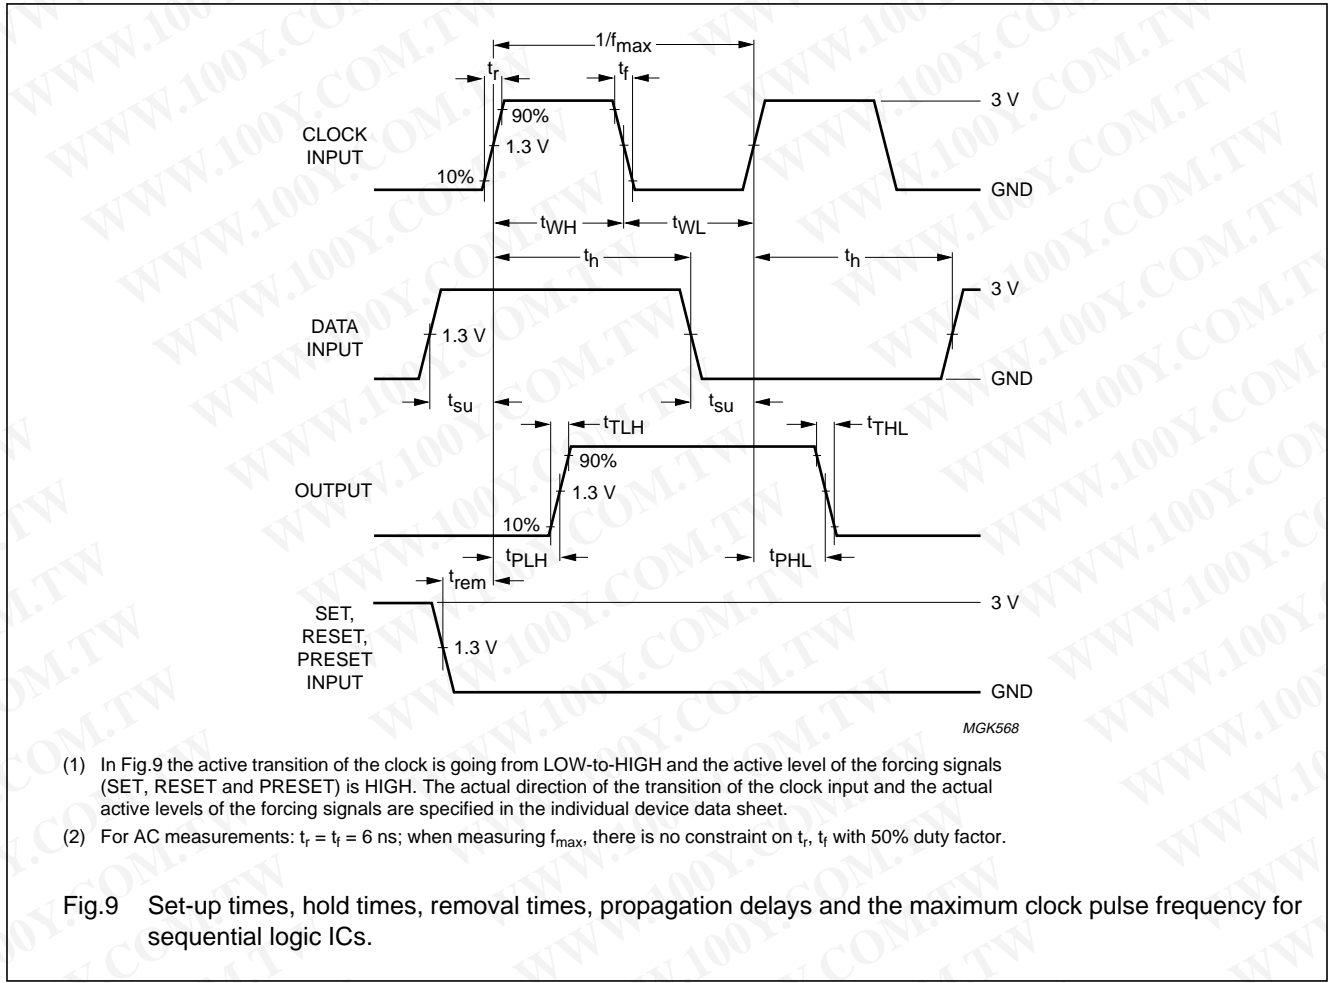 1/fmax
tr
tf
3 V
90%
CLOCK
INPUT
1.3 V
10%
GND
tWH
tWL
th
th
3 V
DATA
INPUT
1.3 V
GND
tsu
tsu
tTLH
tTHL
90%
OUTPUT
1.3 V
10%
tPLH
tPHL
trem
3 V
SET,
RESET,
PRESET
INPUT
1.3 V
GND
MGK568
(1) In Fig.9 the active transition of the clock is going from LOW-to-HIGH and the active level of the forcing signals
(SET, RESET and PRESET) is HIGH. The actual direction of the transition of the clock input and the actual
active levels of the forcing signals are specified in the individual device data sheet.
(2) For AC measurements: tr = tf = 6 ns; when measuring fmax, there is no constraint on tr, tf with 50% duty factor.
Fig.9 Set-up times, hold times, removal times, propagation delays and the maximum clock pulse frequency for
sequential logic ICs.
WWW.100Y.COM.TW